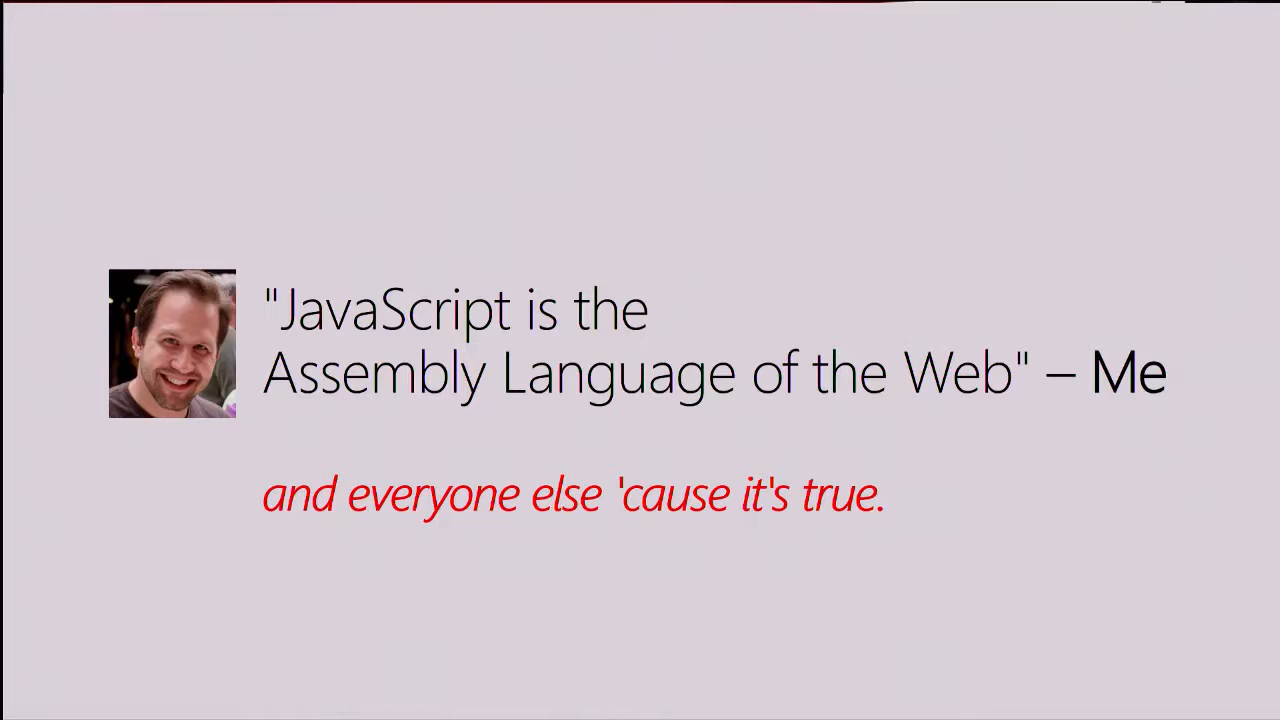 "JavaScript is the
Assembly Language of the Web" – Me
and everyone else 'cause it's true.